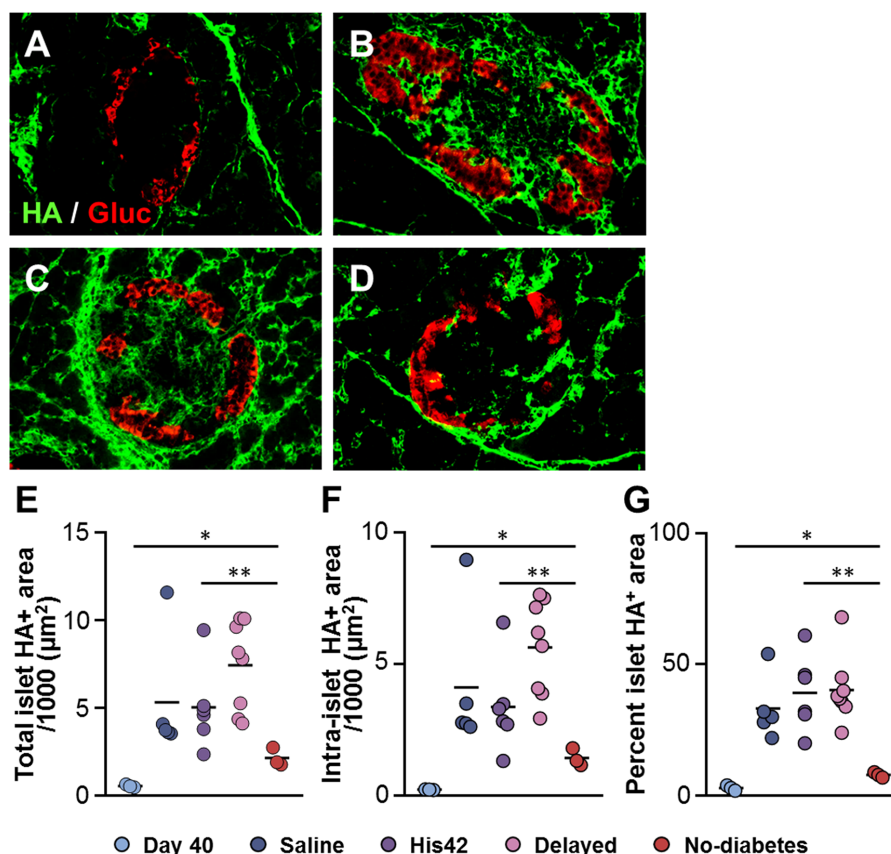 A
B
HA / Gluc
C
D
E
F
G
Total islet HA+ area
/1000 (µm²)
15
10
5
0
*
**
Intra-islet HA+ area
/1000 (µm²)
10
5
0
*
**
Percent islet HA⁺ area
100
50
0
*
**
Day 40
Saline
His42
Delayed
No-diabetes